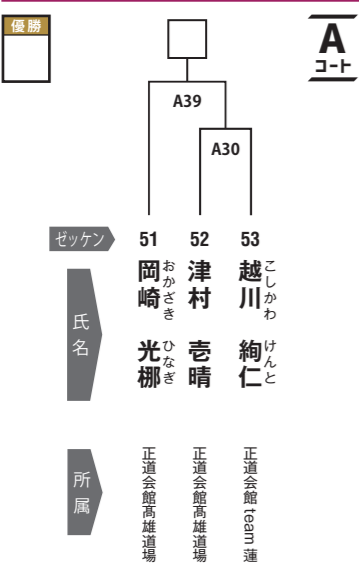 優勝
A
コート
A39
A30
ゼッケン
51
52
53
氏名
岡崎 光梛
おかざき ひなぎ
津村 壱晴
越川 絢仁
こしかわ けんと
所属
正道会館髙雄道場
正道会館髙雄道場
正道会館 team 蓮